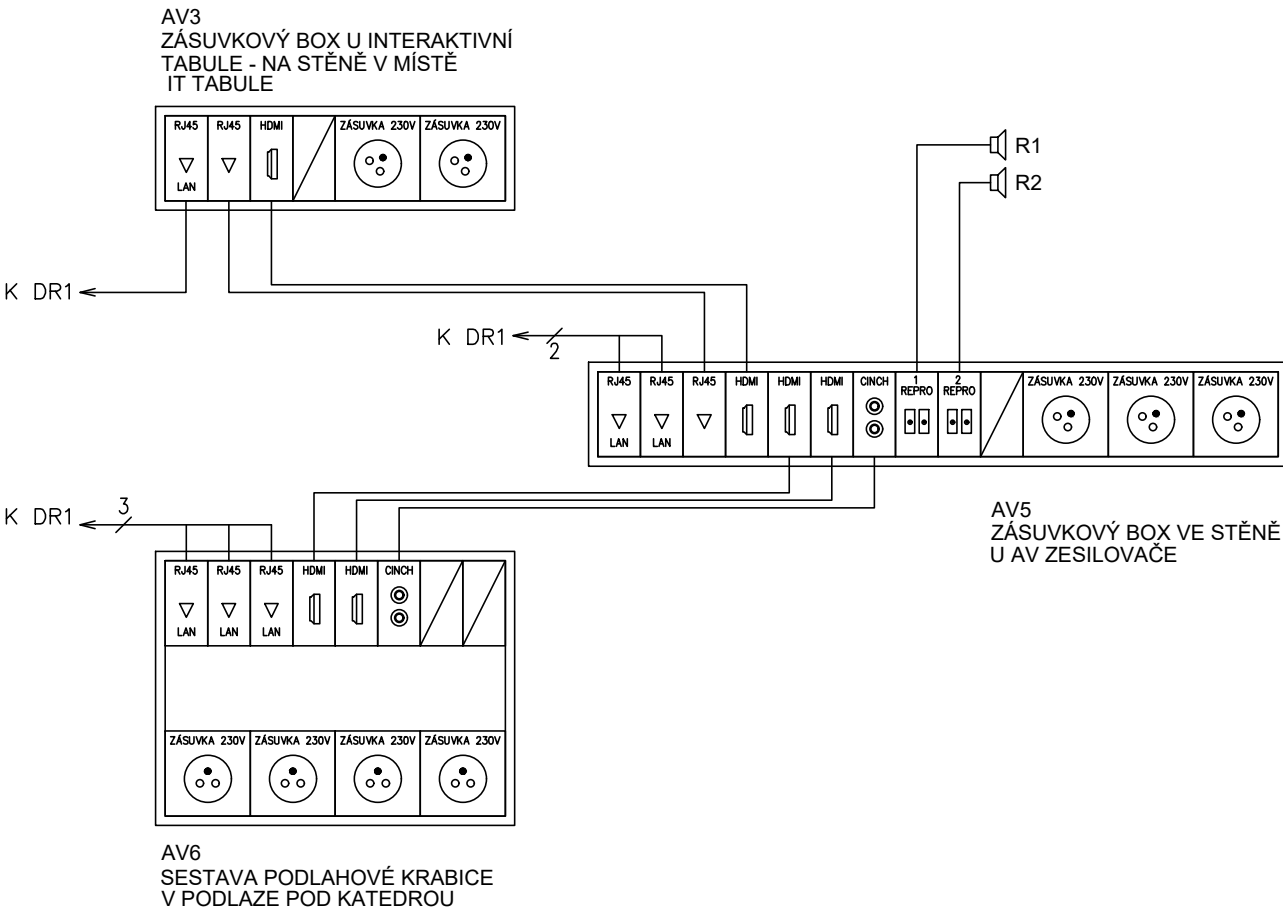 AV3
ZÁSUVKOVÝ BOX U INTERAKTIVNÍ
TABULE - NA STĚNĚ V MÍSTĚ
IT TABULE
RJ45 RJ45 HDMI ZÁSUVKA 230V ZÁSUVKA 230V
LAN
R1
R2
K DR1
K DR1 2
RJ45 RJ45 RJ45 HDMI HDMI HDMI CINCH 1 REPRO 2 REPRO ZÁSUVKA 230V ZÁSUVKA 230V ZÁSUVKA 230V
LAN LAN
AV5
ZÁSUVKOVÝ BOX VE STĚNĚ
U AV ZESILOVAČE
K DR1 3
RJ45 RJ45 RJ45 HDMI HDMI CINCH
LAN LAN LAN
ZÁSUVKA 230V ZÁSUVKA 230V ZÁSUVKA 230V ZÁSUVKA 230V
AV6
SESTAVA PODLAHOVÉ KRABICE
V PODLAZE POD KATEDROU